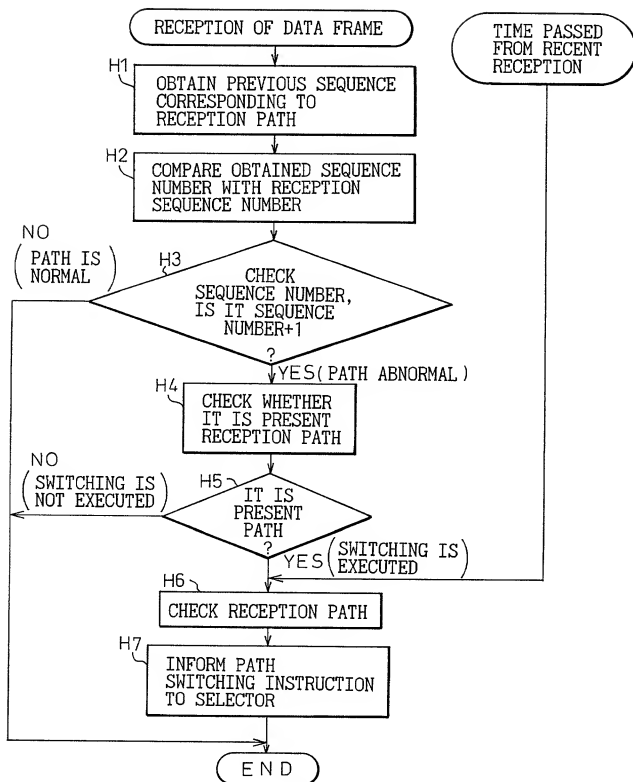 RECEPTION OF DATA FRAME
TIME PASSED
FROM RECENT
RECEPTION
H1
OBTAIN PREVIOUS SEQUENCE
CORRESPONDING TO
RECEPTION PATH
H2
COMPARE OBTAINED SEQUENCE
NUMBER WITH RECEPTION
SEQUENCE NUMBER
NO
(PATH IS
NORMAL)
H3
CHECK
SEQUENCE NUMBER,
IS IT SEQUENCE
NUMBER+1
?
YES(PATH ABNORMAL)
H4
CHECK WHETHER
IT IS PRESENT
RECEPTION PATH
NO
(SWITCHING IS
NOT EXECUTED)
H5
IT IS
PRESENT
PATH
?
YES (SWITCHING IS
EXECUTED)
H6
CHECK RECEPTION PATH
H7
INFORM PATH
SWITCHING INSTRUCTION
TO SELECTOR
END